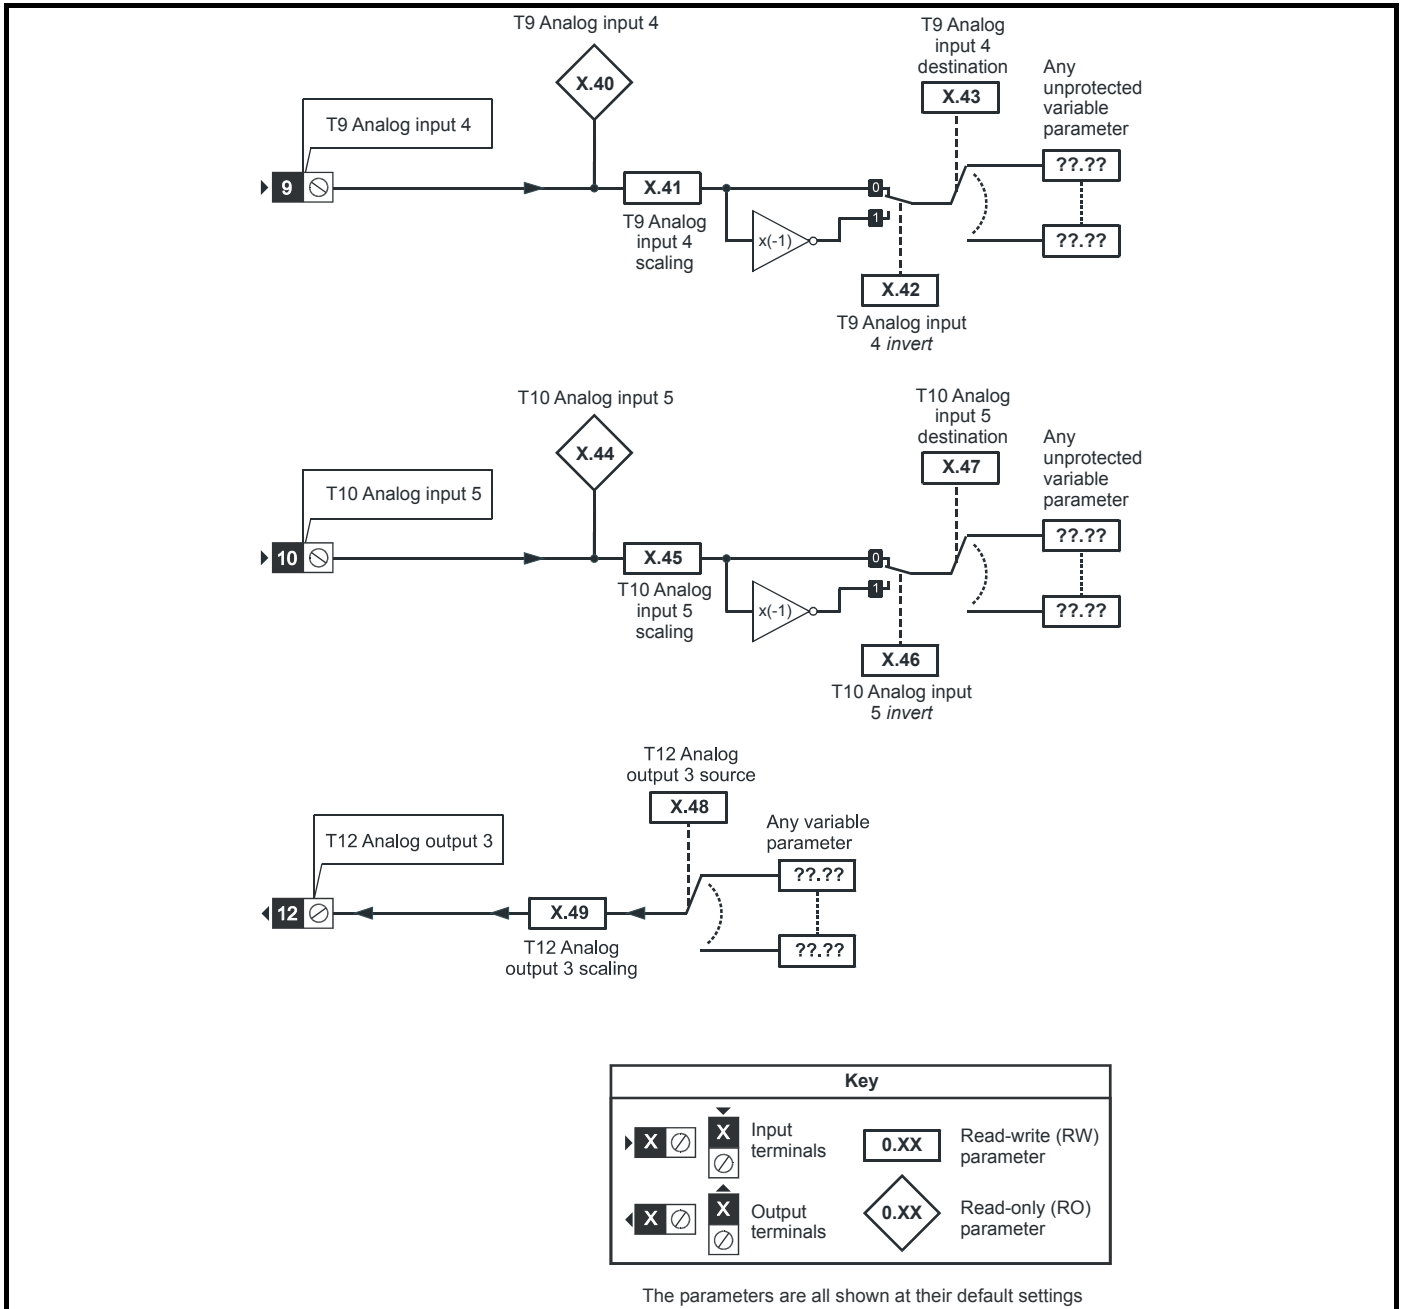 T9 Analog input 4
X.40
T9 Analog
input 4
destination
X.43
Any
unprotected
variable
parameter
T9 Analog input 4
9
X.41
T9 Analog
input 4
scaling
x(-1)
0
1
??.??
??.??
X.42
T9 Analog input
4 invert
T10 Analog input 5
X.44
T10 Analog
input 5
destination
X.47
Any
unprotected
variable
parameter
T10 Analog input 5
10
X.45
T10 Analog
input 5
scaling
x(-1)
0
1
??.??
??.??
X.46
T10 Analog input
5 invert
T12 Analog
output 3 source
X.48
Any variable
parameter
T12 Analog output 3
12
X.49
T12 Analog
output 3 scaling
??.??
??.??
Key
X
X
Input
terminals
0.XX
Read-write (RW)
parameter
X
X
Output
terminals
0.XX
Read-only (RO)
parameter
The parameters are all shown at their default settings